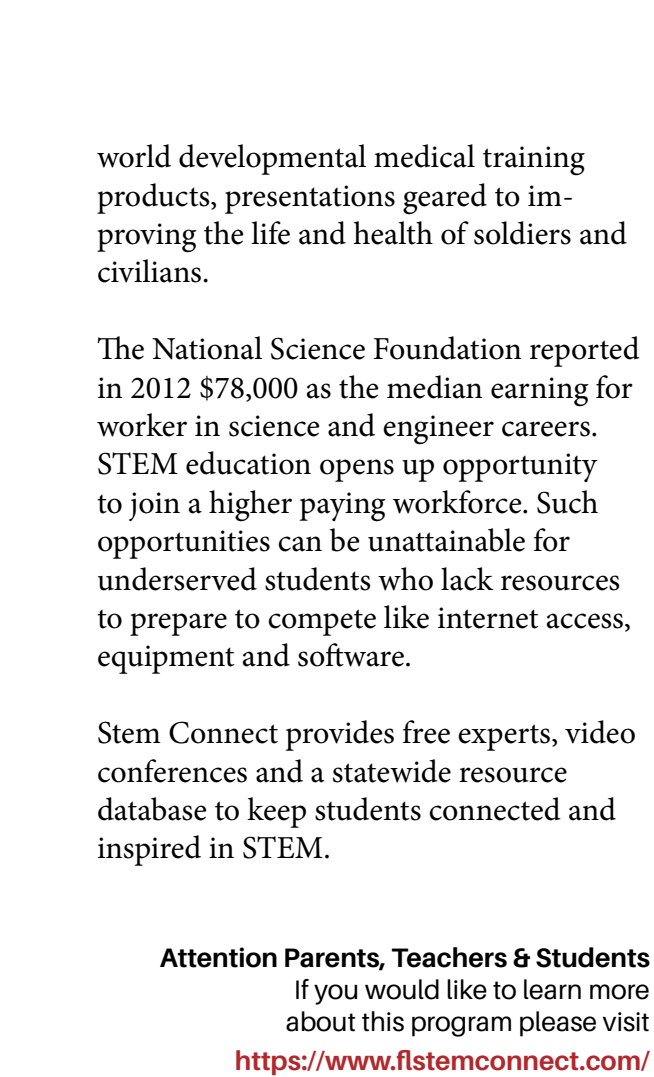 world developmental medical training
products, presentations geared to im-
proving the life and health of soldiers and
civilians.
The National Science Foundation reported
in 2012 $78,000 as the median earning for
worker in science and engineer careers.
STEM education opens up opportunity
to join a higher paying workforce. Such
opportunities can be unattainable for
underserved students who lack resources
to prepare to compete like internet access,
equipment and software.
Stem Connect provides free experts, video
conferences and a statewide resource
database to keep students connected and
inspired in STEM.
Attention Parents, Teachers & Students
If you would like to learn more
about this program please visit
https://www.flstemconnect.com/